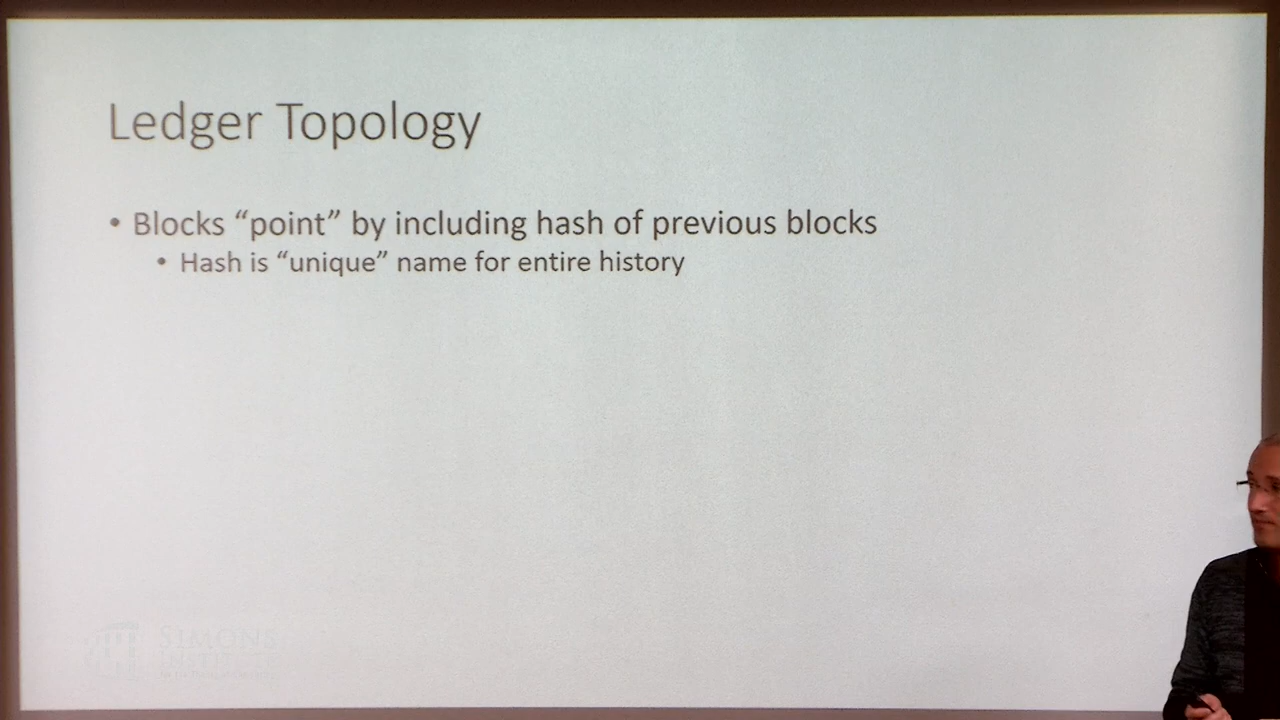 Ledger Topology
• Blocks “point” by including hash of previous blocks
• Hash is “unique” name for entire history
SIMONS
INSTITUTE